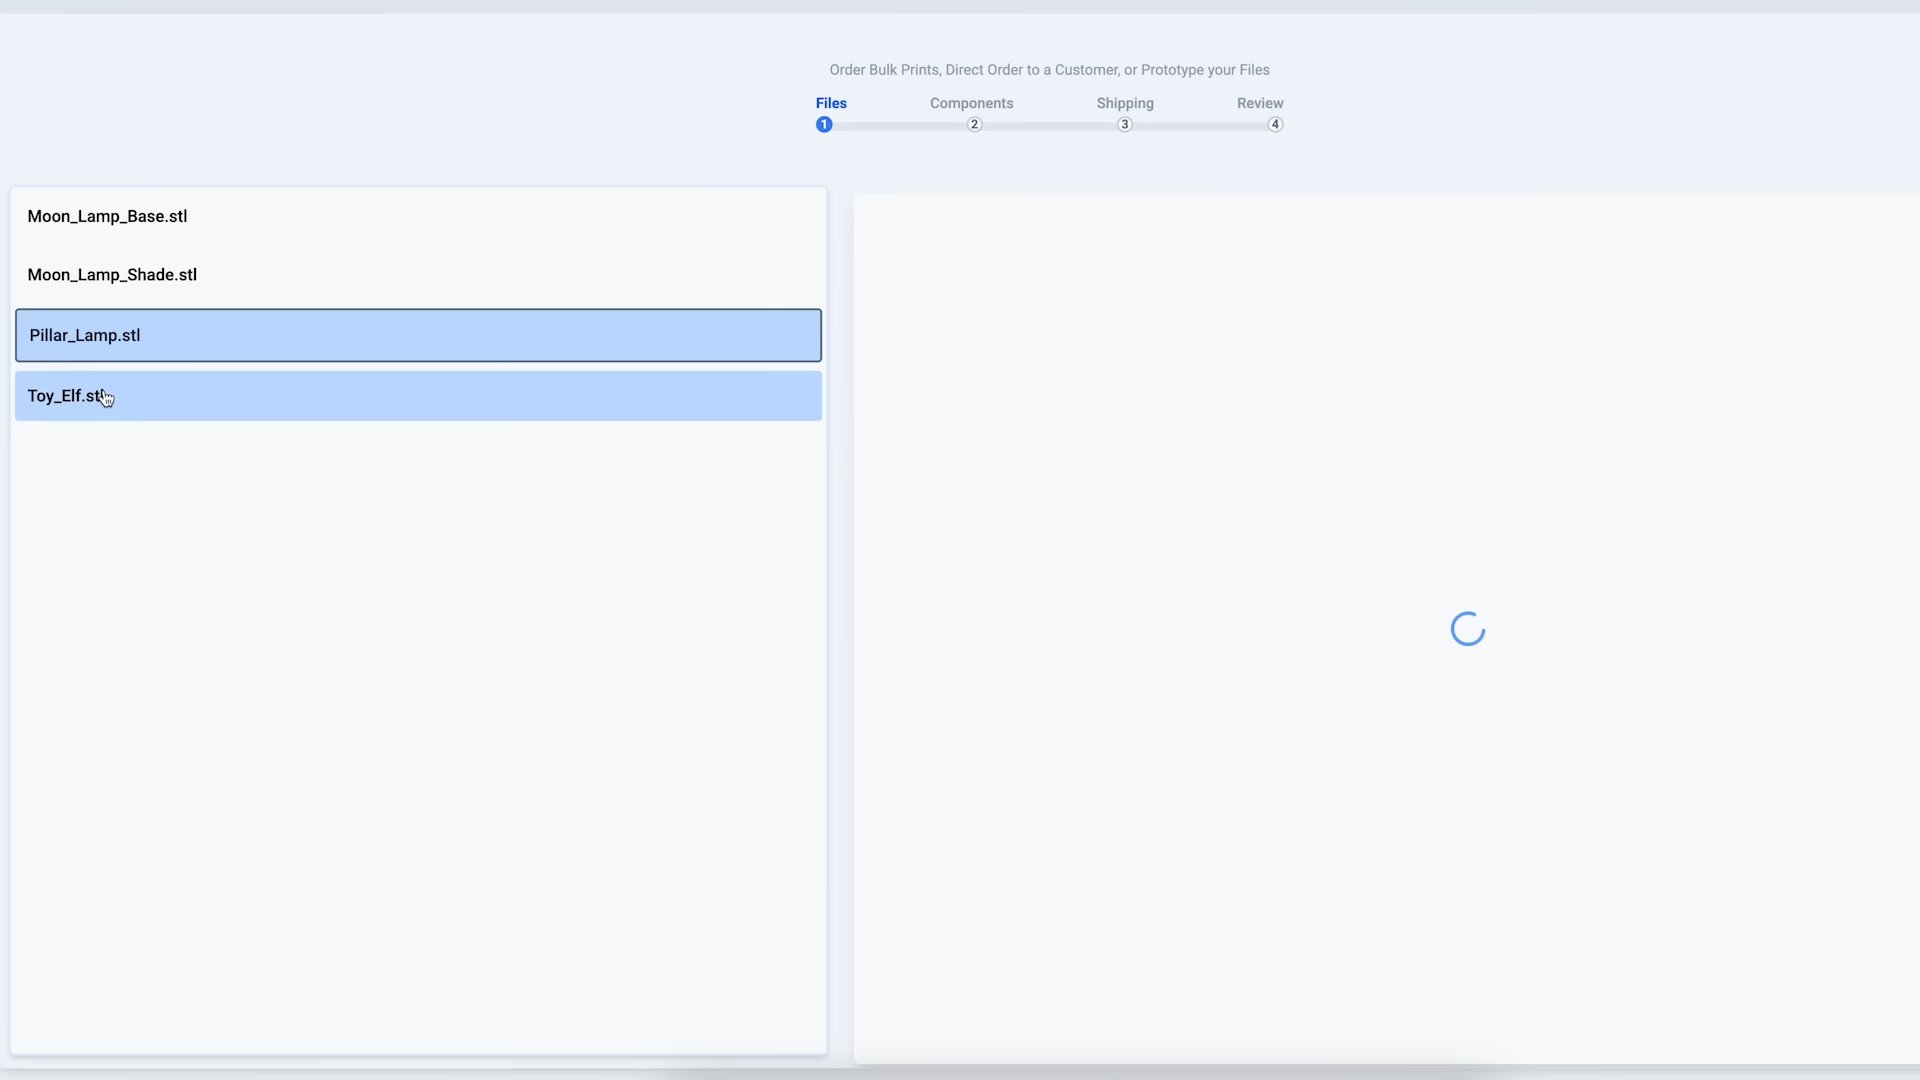 Order Bulk Prints, Direct Order to a Customer, or Prototype your Files
Files Components Shipping Review
1 2 3 4
Moon_Lamp_Base.stl
Moon_Lamp_Shade.stl
Pillar_Lamp.stl
Toy_Elf.stl